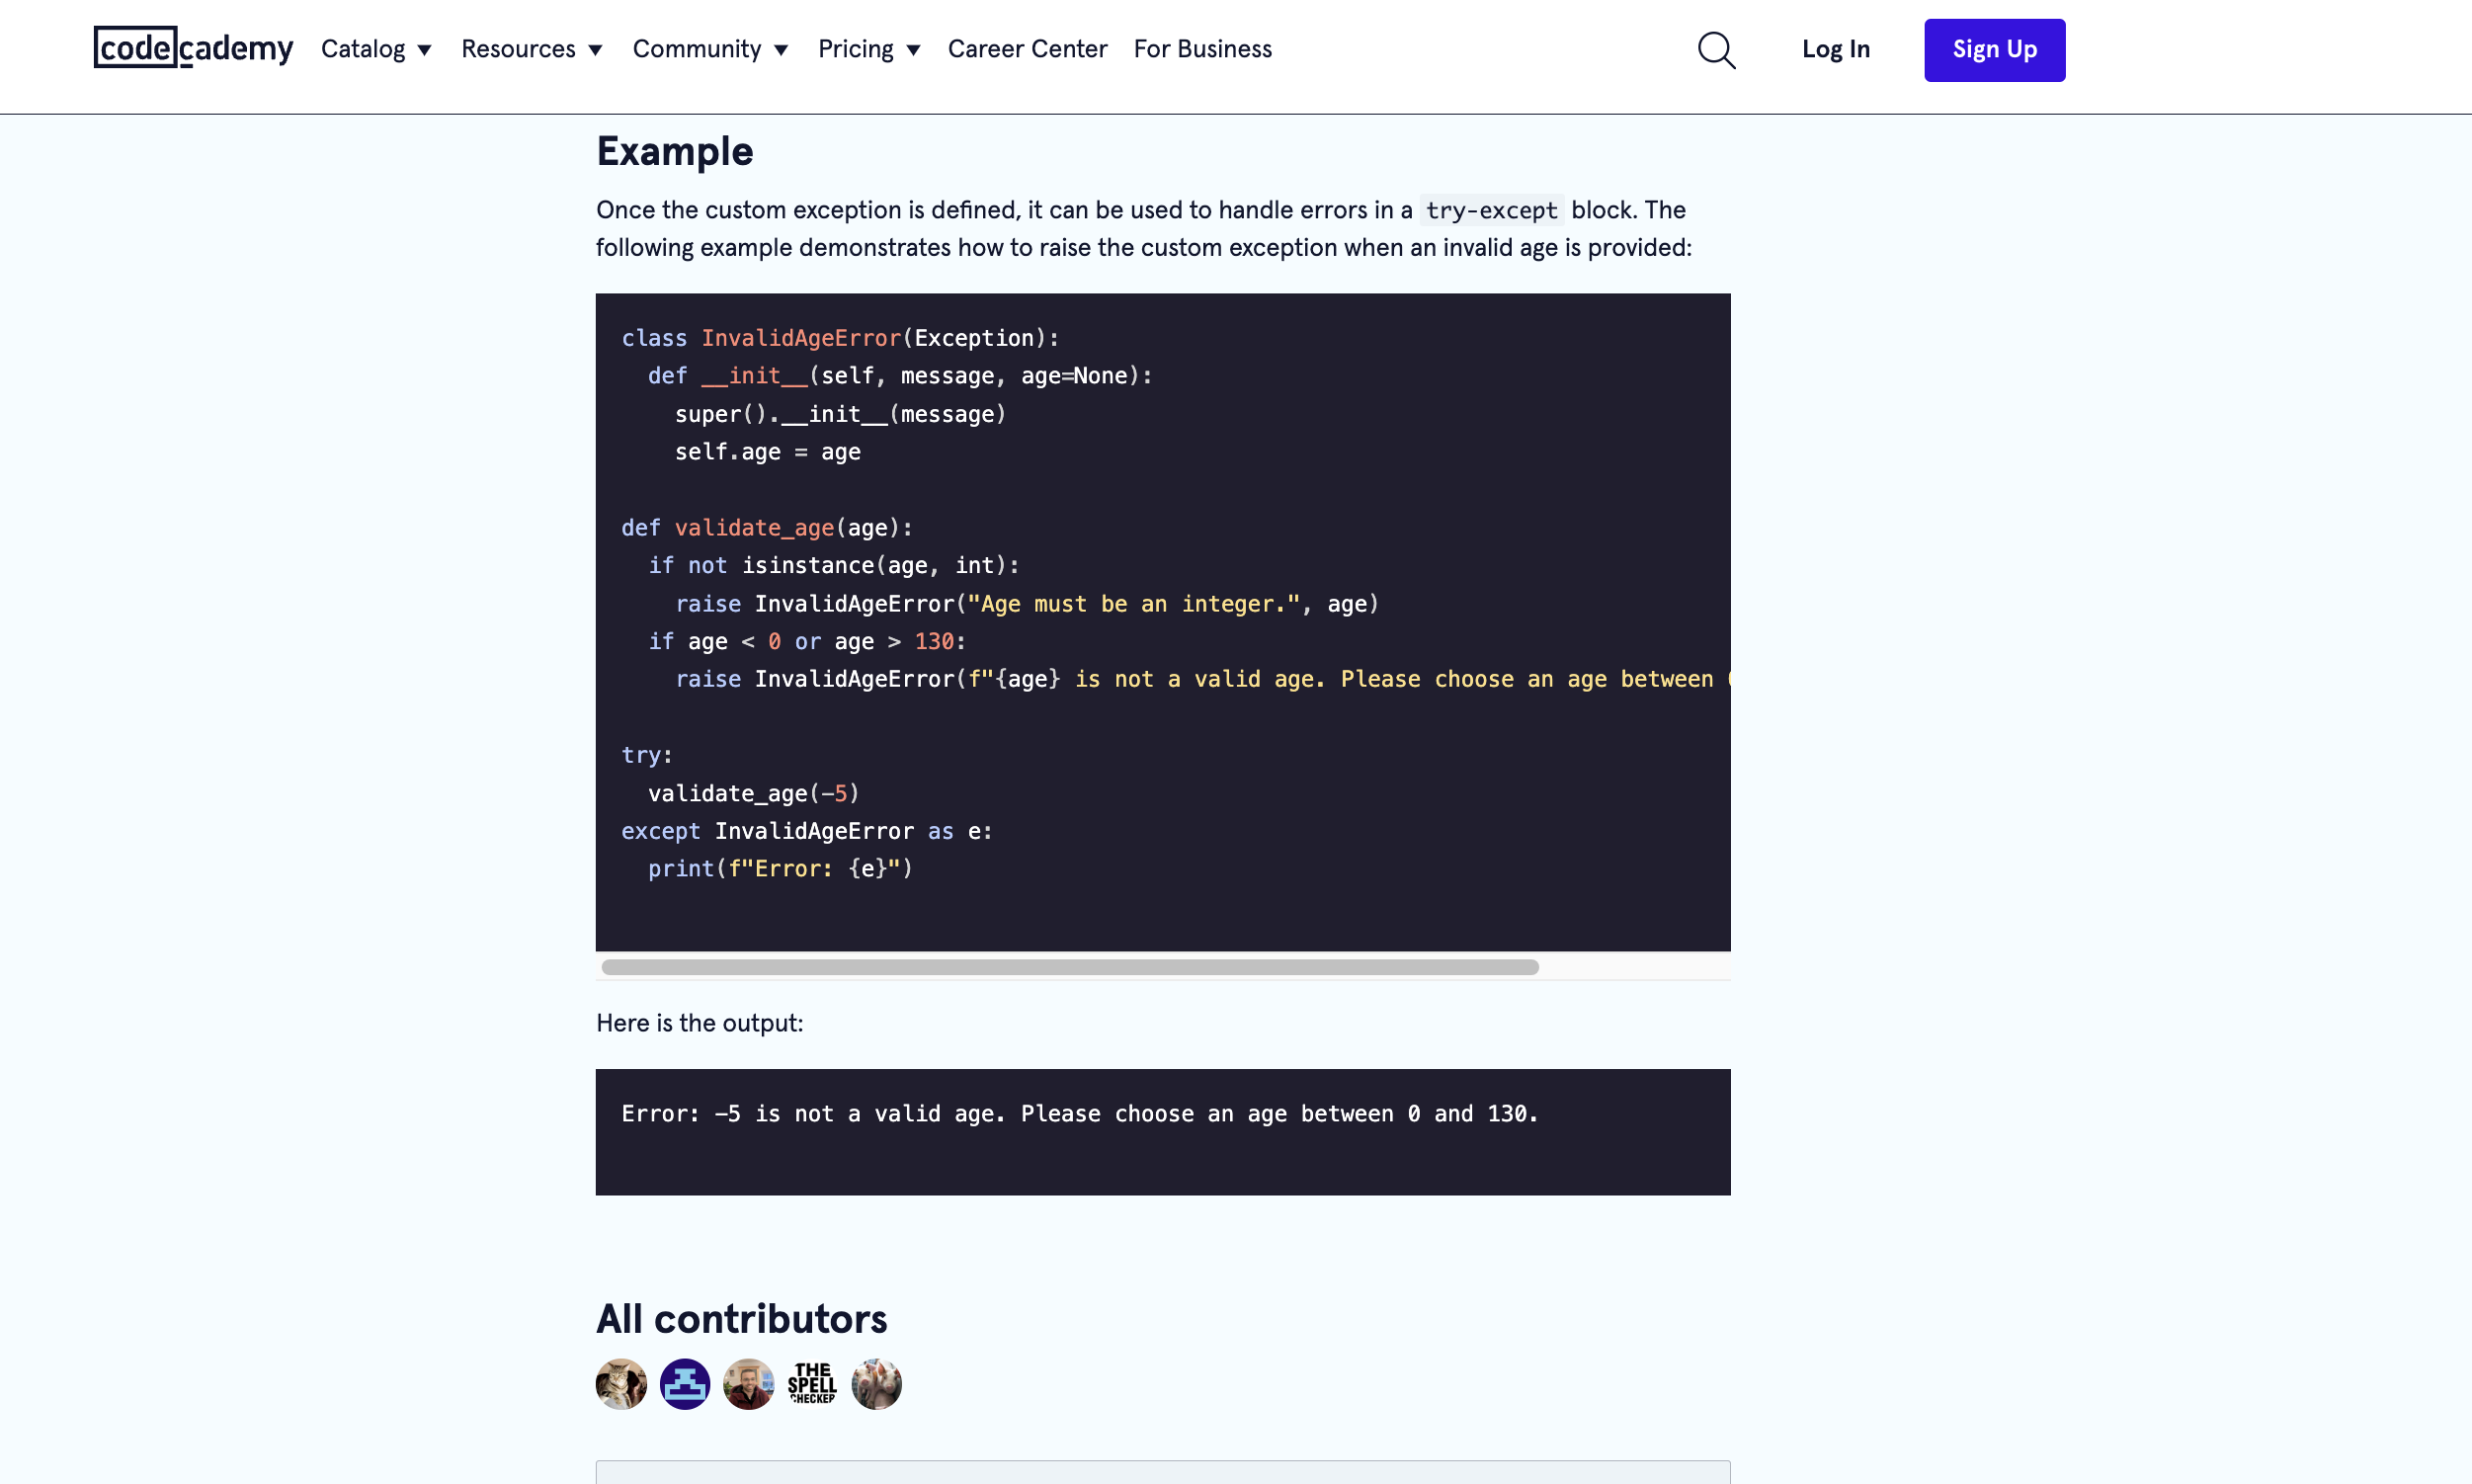 codecademy Catalog Resources Community Pricing Career Center For Business Log In Sign Up
Example
Once the custom exception is defined, it can be used to handle errors in a try-except block. The
following example demonstrates how to raise the custom exception when an invalid age is provided:
class InvalidAgeError(Exception):
  def __init__(self, message, age=None):
    super().__init__(message)
    self.age = age
def validate_age(age):
  if not isinstance(age, int):
    raise InvalidAgeError("Age must be an integer.", age)
  if age < 0 or age > 130:
    raise InvalidAgeError(f"{age} is not a valid age. Please choose an age between
try:
  validate_age(-5)
except InvalidAgeError as e:
  print(f"Error: {e}")
Here is the output:
Error: -5 is not a valid age. Please choose an age between 0 and 130.
All contributors
THE
SPELL
CHECKER